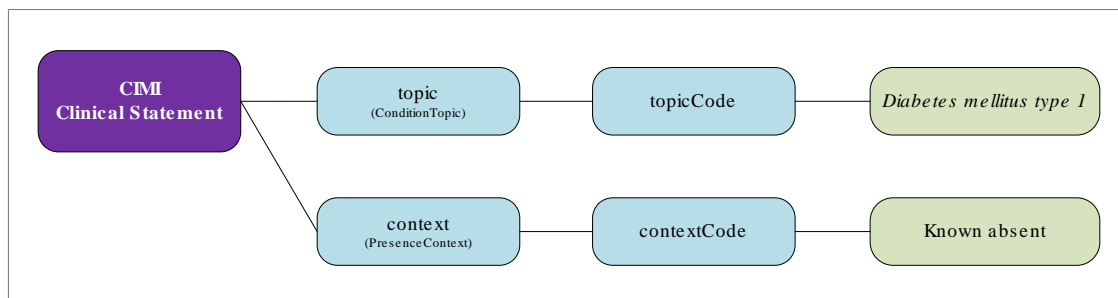 CIMI
Clinical Statement
topic
(ConditionTopic)
topicCode
Diabetes mellitus type 1
context
(PresenceContext)
contextCode
Known absent